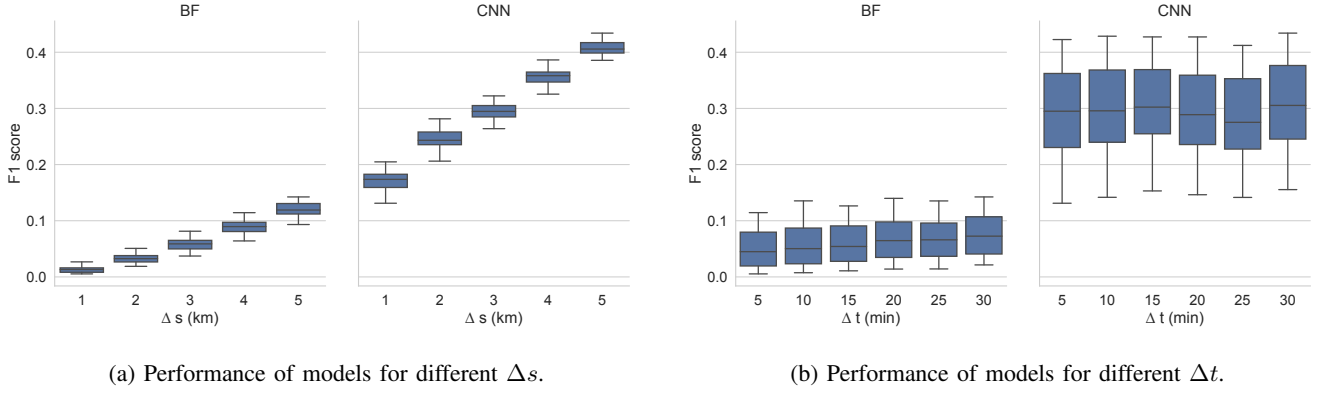 BF
CNN
F1 score
0.4
0.3
0.2
0.1
0.0
1 2 3 4 5
1 2 3 4 5
Δ s (km)
Δ s (km)
(a) Performance of models for different Δs.
BF
CNN
F1 score
0.4
0.3
0.2
0.1
0.0
5 10 15 20 25 30
5 10 15 20 25 30
Δ t (min)
Δ t (min)
(b) Performance of models for different Δt.